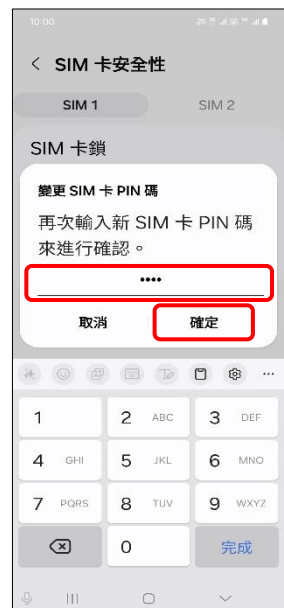 10:00
< SIM 卡安全性
SIM 1 SIM 2
SIM 卡鎖
變更 SIM 卡 PIN 碼
再次輸入新 SIM 卡 PIN 碼
來進行確認。
••••
取消 確定
1 2 ABC 3 DEF
4 GHI 5 JKL 6 MNO
7 PQRS 8 TUV 9 WXYZ
0 完成